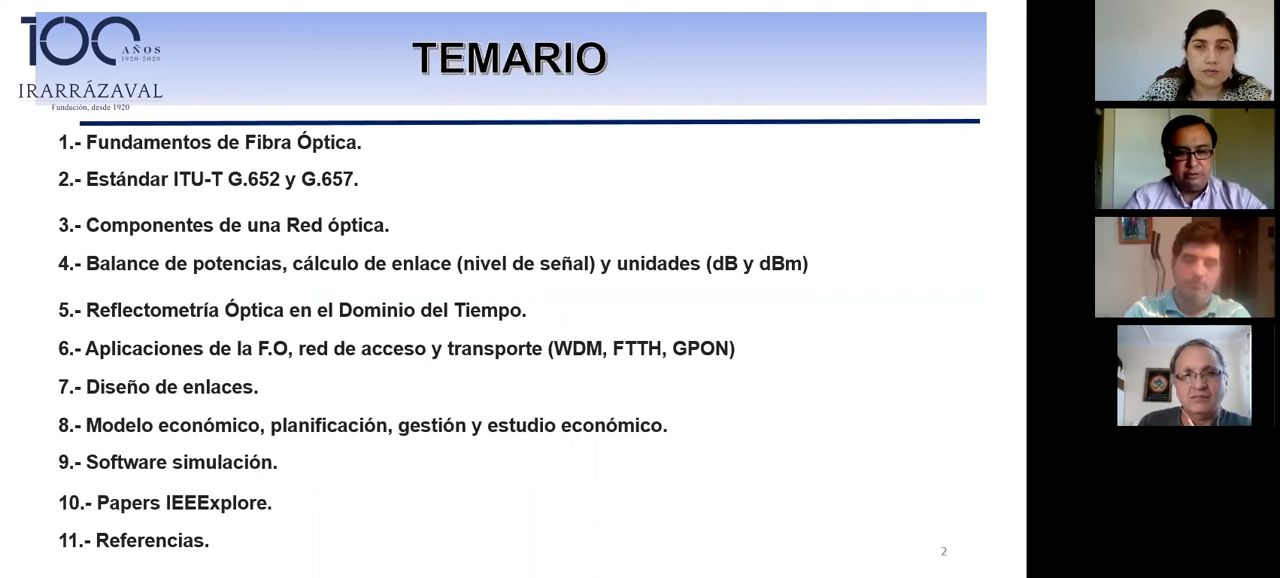 100
AÑOS
1920-2020
IRARRÁZAVAL
Fundación, desde 1920
TEMARIO
1.- Fundamentos de Fibra Óptica.
2.- Estándar ITU-T G.652 y G.657.
3.- Componentes de una Red óptica.
4.- Balance de potencias, cálculo de enlace (nivel de señal) y unidades (dB y dBm)
5.- Reflectometría Óptica en el Dominio del Tiempo.
6.- Aplicaciones de la F.O, red de acceso y transporte (WDM, FTTH, GPON)
7.- Diseño de enlaces.
8.- Modelo económico, planificación, gestión y estudio económico.
9.- Software simulación.
10.- Papers IEEExplore.
11.- Referencias.
2